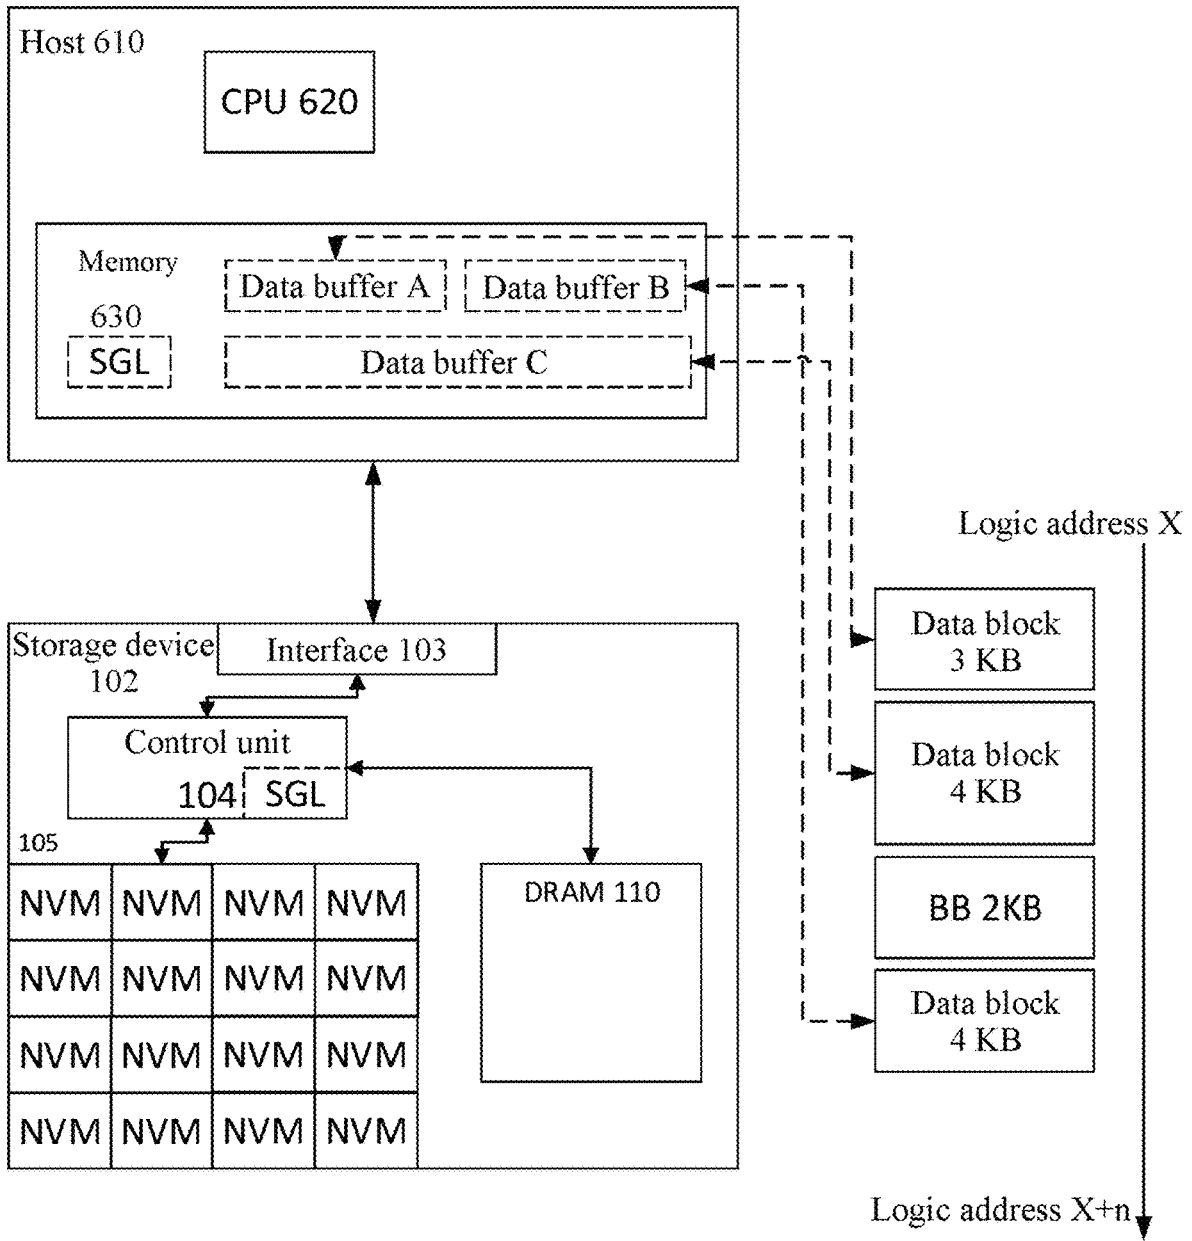 Host 610
CPU 620
Memory
630
SGL
Data buffer A
Data buffer B
Data buffer C
Logic address X
Data block
3 KB
Data block
4 KB
BB 2KB
Data block
4 KB
Logic address X+n
Storage device
102
Interface 103
Control unit
104
SGL
105
NVM NVM NVM NVM
NVM NVM NVM NVM
NVM NVM NVM NVM
NVM NVM NVM NVM
DRAM 110